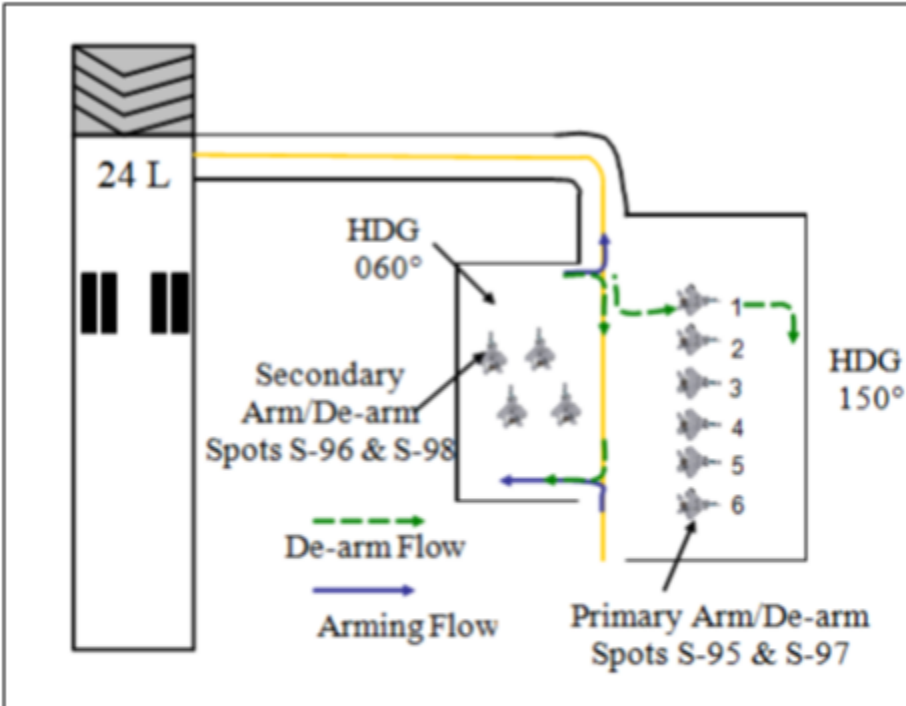 24 L
HDG
060°
1
2
3
4
5
6
HDG
150°
Secondary
Arm/De-arm
Spots S-96 & S-98
De-arm Flow
Arming Flow
Primary Arm/De-arm
Spots S-95 & S-97